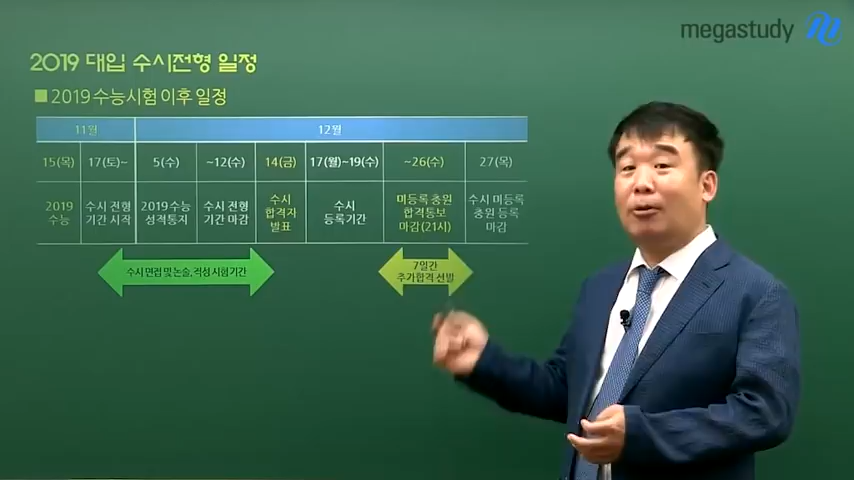 megastudy
2019 대입 수시전형 일정
2019 수능시험 이후 일정
11월 12월
15(목) 17(토)~ 5(수) ~12(수) 14(금) 17(월)~19(수) ~26(수) 27(목)
2019 수능
수시 전형 기간 시작
2019 수능 성적통지
수시 전형 기간 마감
수시 합격자 발표
수시 등록기간
미등록 충원 합격통보 마감(21시)
수시 미등록 충원 등록 마감
수시 면접 및 논술, 적성 시험기간
7일간
추가합격 선발